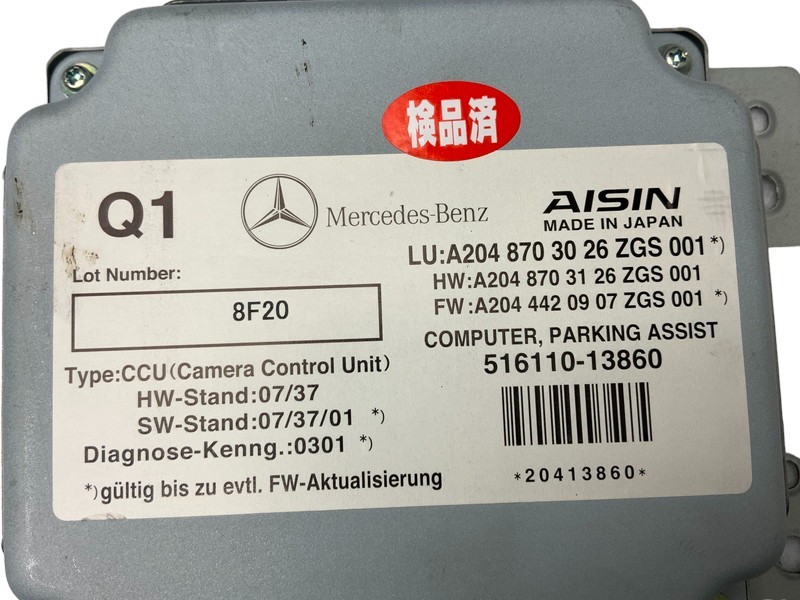 検品済
Q1
Mercedes-Benz
AISIN
MADE IN JAPAN
LU:A204 870 30 26 ZGS 001 *)
HW:A204 870 31 26 ZGS 001
FW:A204 442 09 07 ZGS 001 *)
Lot Number:
8F20
COMPUTER, PARKING ASSIST
516110-13860
Type:CCU(Camera Control Unit)
HW-Stand:07/37
SW-Stand:07/37/01 *)
Diagnose-Kenng.:0301 *)
*)gültig bis zu evtl. FW-Aktualisierung
*20413860*